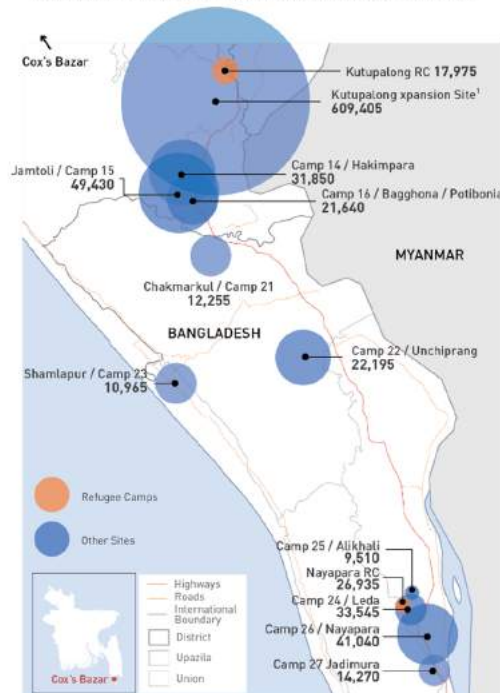 Cox's Bazar
Kutupalong RC 17,975
Kutupalong xpansion Site¹
609,405
Camp 14 / Hakimpara
31,850
Jamtoli / Camp 15
49,430
Camp 16 / Bagghona / Potibonia
21,640
MYANMAR
Chakmarkul / Camp 21
12,255
BANGLADESH
Camp 22 / Unchiprang
22,195
Shamlapur / Camp 23
10,965
Refugee Camps
Other Sites
Camp 25 / Alikhali
9,510
Nayapara RC
26,935
Camp 24 / Leda
33,545
Camp 26 / Nayapara
41,040
Camp 27 Jadimura
14,270
Highways
Roads
International
Boundary
District
Upazila
Union
Cox's Bazar